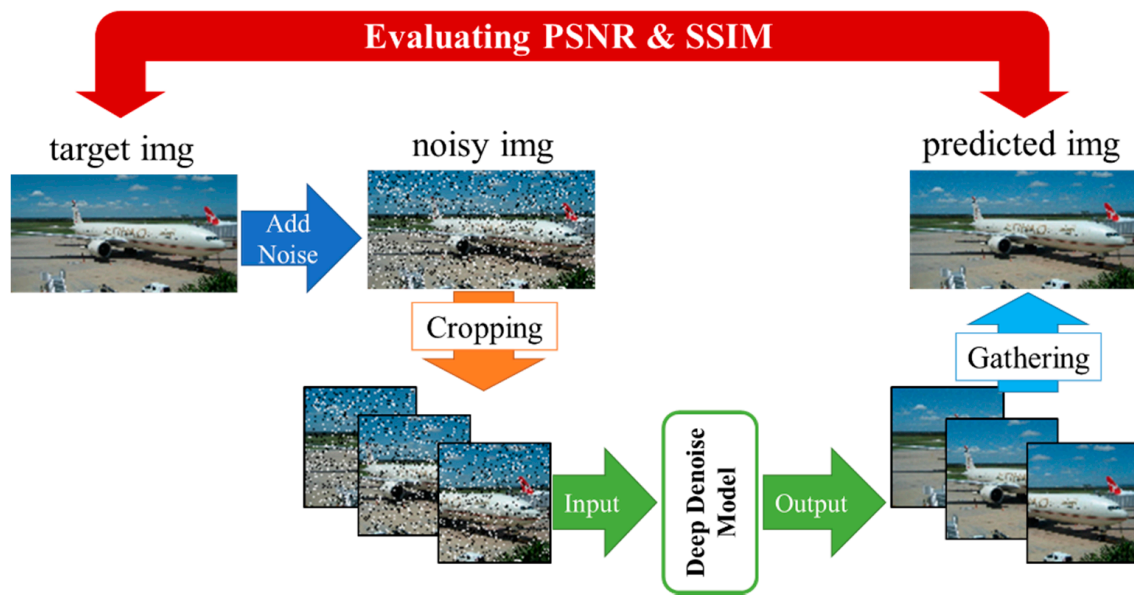 Evaluating PSNR & SSIM
target img
noisy img
predicted img
Add
Noise
Cropping
Gathering
Input
Deep Denoise
Model
Output